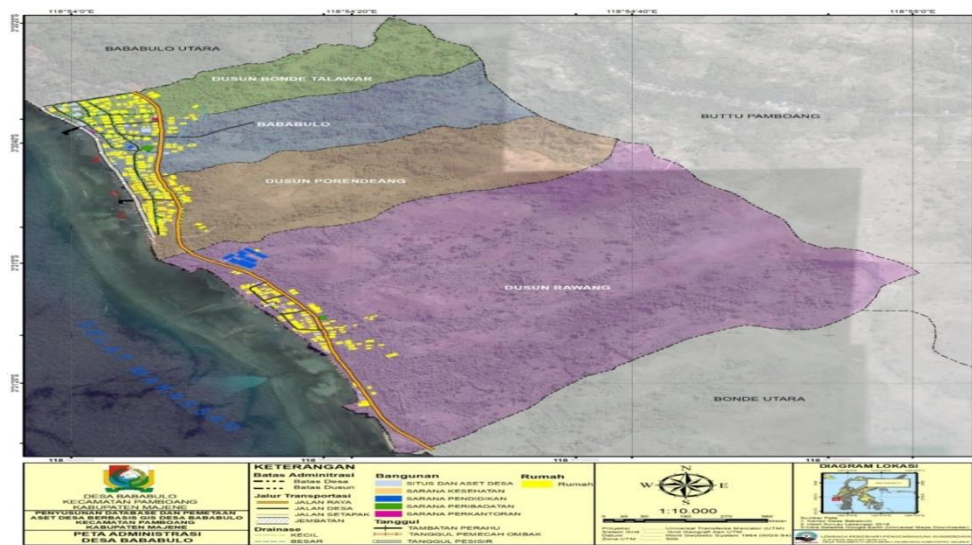 118°54'0"E 118°54'20"E 118°54'40"E 118°55'0"E
BABABULO UTARA
DUSUN BONDE TALAWAR
BUTTU PAMBOANG
BABABULO
DUSUN PORENDEANG
DUSUN RAWANG
SELAT MAKASSAR
BONDE UTARA
DESA BABABULO
KECAMATAN PAMBOANG
KABUPATEN MAJENE
PENYUSUNAN DATABASE DAN PEMETAAN
ASET DESA BERBASIS GIS DESA BABABULO
KECAMATAN PAMBOANG
KABUPATEN MAJENE
PETA ADMINISTRASI
DESA BABABULO
KETERANGAN
Batas Adminitrasi
Batas Desa
Batas Dusun
Jalur Transportasi
JALAN RAYA
JALAN DESA
JALAN SETAPAK
JEMBATAN
Drainase
KECIL
BESAR
Bangunan
SITUS DAN ASET DESA
SARANA KESEHATAN
SARANA PENDIDIKAN
SARANA PERIBADATAN
SARANA PERKANTORAN
Tanggul
TAMBATAN PERAHU
TANGGUL PEMECAH OMBAK
TANGGUL PESISIR
Rumah
Rumah
N
W E
S
1:10.000
DIAGRAM LOKASI